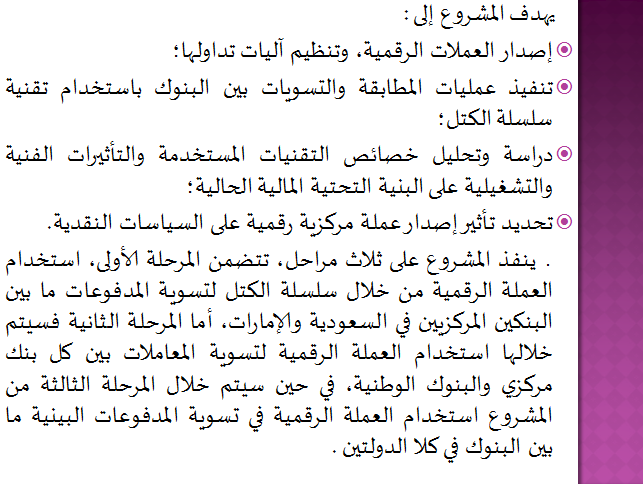 يهدف المشروع إلى:
إصدار العملات الرقمية، وتنظيم آليات تداولها؛
تنفيذ عمليات المطابقة والتسويات بين البنوك باستخدام تقنية
سلسلة الكتل؛
دراسة وتحليل خصائص التقنيات المستخدمة والتأثيرات الفنية
والتشغيلية على البنية التحتية المالية الحالية؛
تحديد تأثير إصدار عملة مركزية رقمية على السياسات النقدية.
. ينفذ المشروع على ثلاث مراحل، تتضمن المرحلة الأولى، استخدام
العملة الرقمية من خلال سلسلة الكتل لتسوية المدفوعات ما بين
البنكين المركزيين في السعودية والإمارات، أما المرحلة الثانية فسيتم
خلالها استخدام العملة الرقمية لتسوية المعاملات بين كل بنك
مركزي والبنوك الوطنية، في حين سيتم خلال المرحلة الثالثة من
المشروع استخدام العملة الرقمية في تسوية المدفوعات البينية ما
بين البنوك في كلا الدولتين .